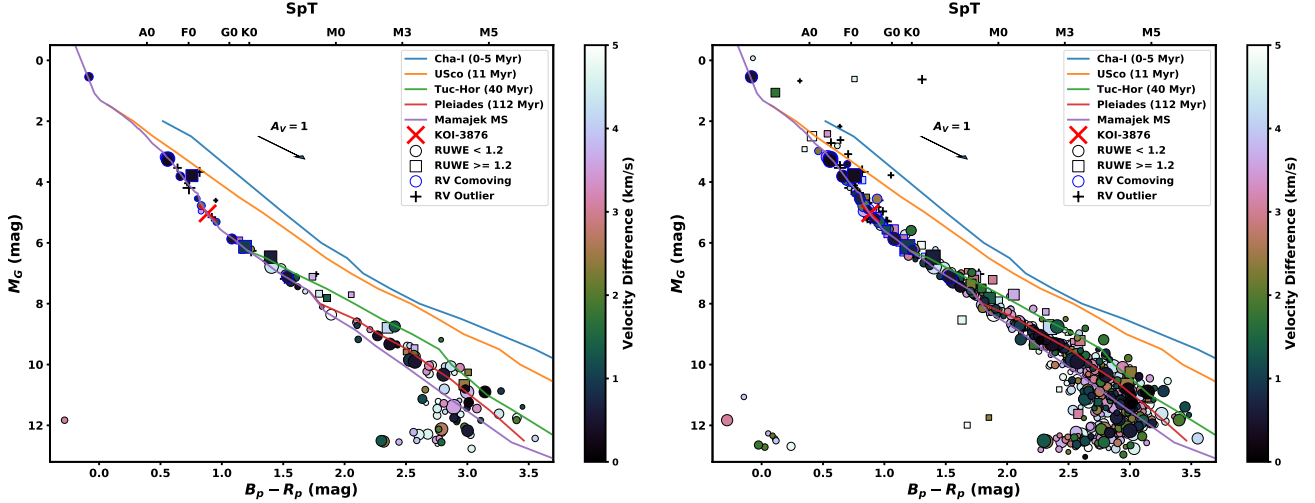 SpT
A0 F0 G0 K0 M0 M3 M5
0
2
4
6
8
10
12
M_G (mag)
A_V = 1
Cha-I (0-5 Myr)
USco (11 Myr)
Tuc-Hor (40 Myr)
Pleiades (112 Myr)
Mamajek MS
KOI-3876
RUWE < 1.2
RUWE >= 1.2
RV Comoving
RV Outlier
0.0 0.5 1.0 1.5 2.0 2.5 3.0 3.5
B_p − R_p (mag)
5
4
3
2
1
0
Velocity Difference (km/s)
SpT
A0 F0 G0 K0 M0 M3 M5
0
2
4
6
8
10
12
M_G (mag)
A_V = 1
Cha-I (0-5 Myr)
USco (11 Myr)
Tuc-Hor (40 Myr)
Pleiades (112 Myr)
Mamajek MS
KOI-3876
RUWE < 1.2
RUWE >= 1.2
RV Comoving
RV Outlier
0.0 0.5 1.0 1.5 2.0 2.5 3.0 3.5
B_p − R_p (mag)
5
4
3
2
1
0
Velocity Difference (km/s)